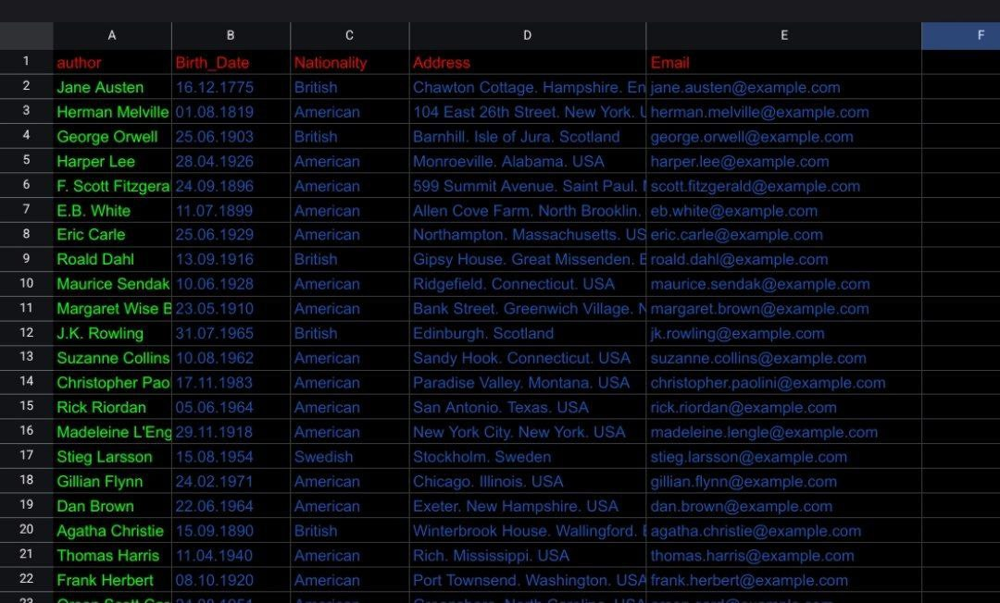 A B C D E F
1 author Birth_Date Nationality Address Email
2 Jane Austen 16.12.1775 British Chawton Cottage. Hampshire. En jane.austen@example.com
3 Herman Melville 01.08.1819 American 104 East 26th Street. New York. U herman.melville@example.com
4 George Orwell 25.06.1903 British Barnhill. Isle of Jura. Scotland george.orwell@example.com
5 Harper Lee 28.04.1926 American Monroeville. Alabama. USA harper.lee@example.com
6 F. Scott Fitzgera 24.09.1896 American 599 Summit Avenue. Saint Paul. scott.fitzgerald@example.com
7 E.B. White 11.07.1899 American Allen Cove Farm. North Brooklin. eb.white@example.com
8 Eric Carle 25.06.1929 American Northampton. Massachusetts. US eric.carle@example.com
9 Roald Dahl 13.09.1916 British Gipsy House. Great Missenden. E roald.dahl@example.com
10 Maurice Sendak 10.06.1928 American Ridgefield. Connecticut. USA maurice.sendak@example.com
11 Margaret Wise B 23.05.1910 American Bank Street. Greenwich Village. N margaret.brown@example.com
12 J.K. Rowling 31.07.1965 British Edinburgh. Scotland jk.rowling@example.com
13 Suzanne Collins 10.08.1962 American Sandy Hook. Connecticut. USA suzanne.collins@example.com
14 Christopher Pao 17.11.1983 American Paradise Valley. Montana. USA christopher.paolini@example.com
15 Rick Riordan 05.06.1964 American San Antonio. Texas. USA rick.riordan@example.com
16 Madeleine L'Eng 29.11.1918 American New York City. New York. USA madeleine.lengle@example.com
17 Stieg Larsson 15.08.1954 Swedish Stockholm. Sweden stieg.larsson@example.com
18 Gillian Flynn 24.02.1971 American Chicago. Illinois. USA gillian.flynn@example.com
19 Dan Brown 22.06.1964 American Exeter. New Hampshire. USA dan.brown@example.com
20 Agatha Christie 15.09.1890 British Winterbrook House. Wallingford. E agatha.christie@example.com
21 Thomas Harris 11.04.1940 American Rich. Mississippi. USA thomas.harris@example.com
22 Frank Herbert 08.10.1920 American Port Townsend. Washington. USA frank.herbert@example.com